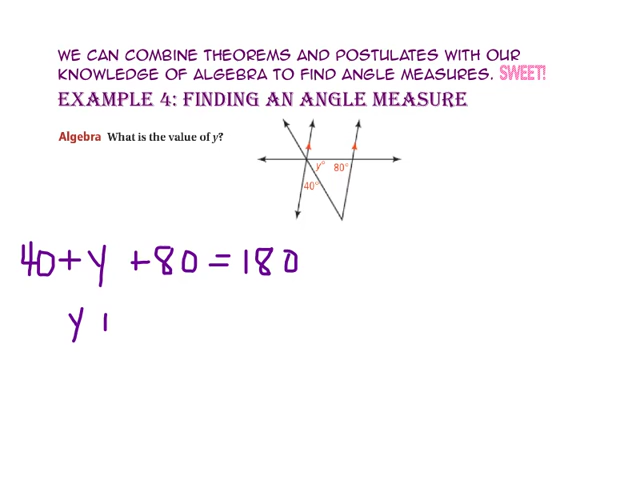 WE CAN COMBINE THEOREMS AND POSTULATES WITH OUR
KNOWLEDGE OF ALGEBRA TO FIND ANGLE MEASURES. SWEET!
EXAMPLE 4: FINDING AN ANGLE MEASURE
Algebra What is the value of y?
y° 80°
40°
40 + y + 80 = 180
y 1